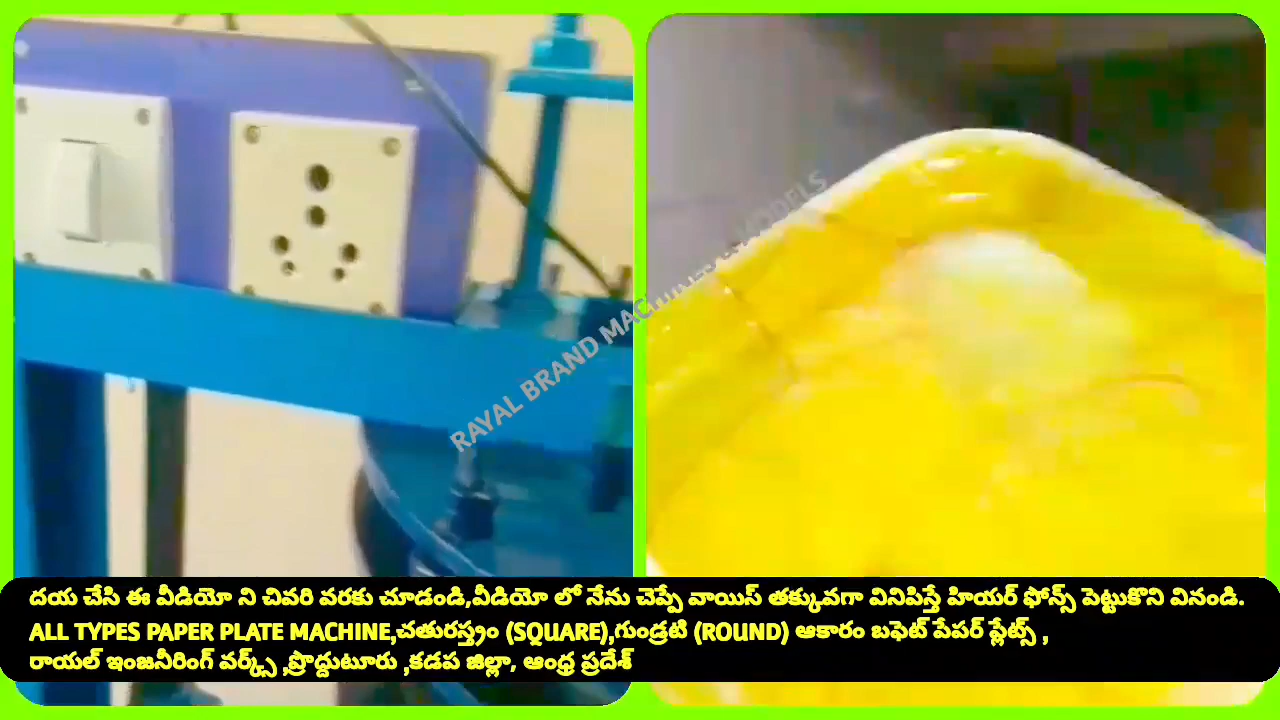 RAYAL BRAND MACHINERY MODELS
దయ చేసి ఈ వీడియో ని చివరి వరకు చూడండి,వీడియో లో నేను చెప్పే వాయిస్ తక్కువగా వినిపిస్తే హియర్ ఫోన్స్ పెట్టుకొని వినండి.
ALL TYPES PAPER PLATE MACHINE,చతురస్త్రం (SQUARE),గుండ్రటి (ROUND) ఆకారం బఫెట్ పేపర్ ప్లేట్స్ ,
రాయల్ ఇంజనీరింగ్ వర్క్స్ ,ప్రొద్దుటూరు ,కడప జిల్లా, ఆంధ్ర ప్రదేశ్